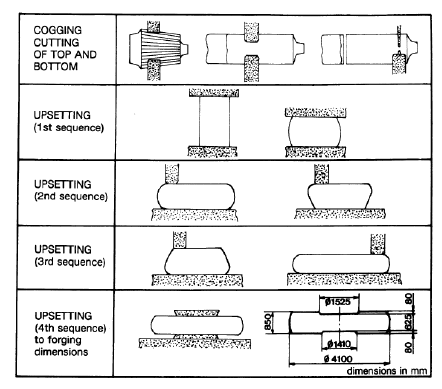 COGGING
CUTTING
OF TOP AND
BOTTOM
UPSETTING
(1st sequence)
UPSETTING
(2nd sequence)
UPSETTING
(3rd sequence)
UPSETTING
(4th sequence)
to forging
dimensions
Ø1525
80
850
625
Ø1410
80
Ø 4100
dimensions in mm